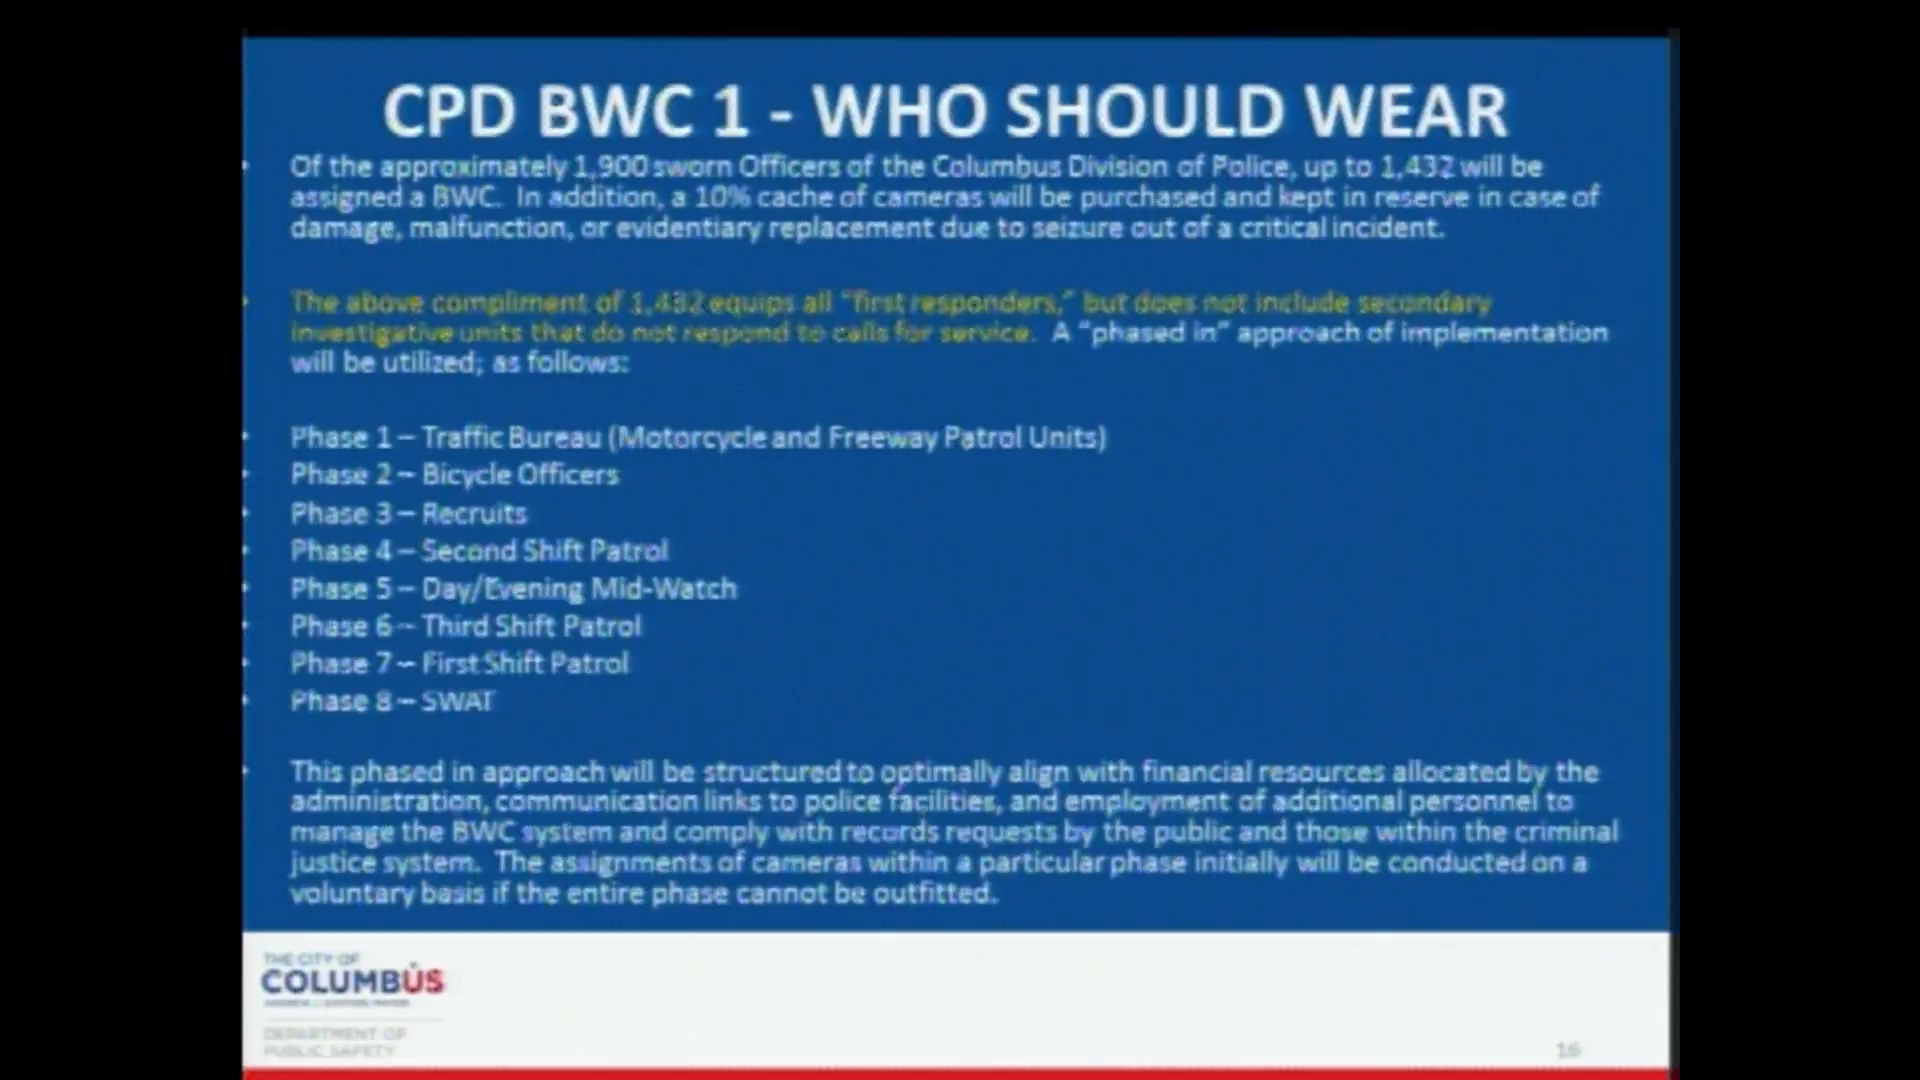 CPD BWC 1 - WHO SHOULD WEAR
Of the approximately 1,900 sworn Officers of the Columbus Division of Police, up to 1,432 will be
assigned a BWC. In addition, a 10% cache of cameras will be purchased and kept in reserve in case of
damage, malfunction, or evidentiary replacement due to seizure out of a critical incident.
The above compliment of 1,432 equips all "first responders," but does not include secondary
investigative units that do not respond to calls for service. A "phased in" approach of implementation
will be utilized; as follows:
Phase 1 – Traffic Bureau (Motorcycle and Freeway Patrol Units)
Phase 2 – Bicycle Officers
Phase 3 – Recruits
Phase 4 – Second Shift Patrol
Phase 5 – Day/Evening Mid-Watch
Phase 6 – Third Shift Patrol
Phase 7 – First Shift Patrol
Phase 8 – SWAT
This phased in approach will be structured to optimally align with financial resources allocated by the
administration, communication links to police facilities, and employment of additional personnel to
manage the BWC system and comply with records requests by the public and those within the criminal
justice system. The assignments of cameras within a particular phase initially will be conducted on a
voluntary basis if the entire phase cannot be outfitted.
THE CITY OF
COLUMBUS
DEPARTMENT OF
PUBLIC SAFETY
16